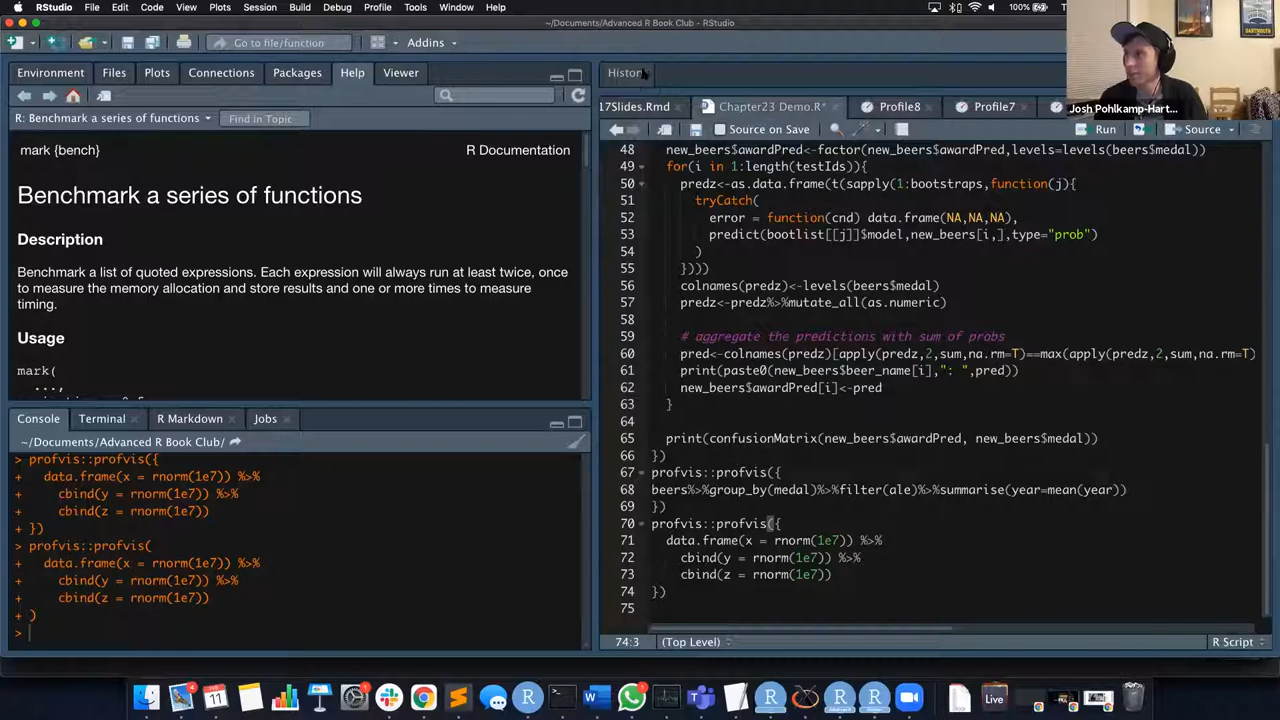 RStudio File Edit Code View Plots Session Build Debug Profile Tools Window Help 100%
~/Documents/Advanced R Book Club - RStudio
Go to file/function Addins
Environment Files Plots Connections Packages Help Viewer
R: Benchmark a series of functions Find in Topic
mark {bench} R Documentation
Benchmark a series of functions
Description
Benchmark a list of quoted expressions. Each expression will always run at least twice, once
to measure the memory allocation and store results and one or more times to measure
timing.
Usage
mark(
...,
Console Terminal R Markdown Jobs
~/Documents/Advanced R Book Club/
> profvis::profvis({
+ data.frame(x = rnorm(1e7)) %>%
+ cbind(y = rnorm(1e7)) %>%
+ cbind(z = rnorm(1e7))
+ })
> profvis::profvis(
+ data.frame(x = rnorm(1e7)) %>%
+ cbind(y = rnorm(1e7)) %>%
+ cbind(z = rnorm(1e7))
+ )
>
History
17Slides.Rmd Chapter23 Demo.R* Profile8 Profile7
Source on Save Run Source
48 new_beers$awardPred<-factor(new_beers$awardPred,levels=levels(beers$medal))
49 for(i in 1:length(testIds)){
50 predz<-as.data.frame(t(sapply(1:bootstraps,function(j){
51 tryCatch(
52 error = function(cnd) data.frame(NA,NA,NA),
53 predict(bootlist[[j]]$model,new_beers[i,],type="prob")
54 )
55 })))
56 colnames(predz)<-levels(beers$medal)
57 predz<-predz%>%mutate_all(as.numeric)
58
59 # aggregate the predictions with sum of probs
60 pred<-colnames(predz)[apply(predz,2,sum,na.rm=T)==max(apply(predz,2,sum,na.rm=T)
61 print(paste0(new_beers$beer_name[i],": ",pred))
62 new_beers$awardPred[i]<-pred
63 }
64
65 print(confusionMatrix(new_beers$awardPred, new_beers$medal))
66 })
67 profvis::profvis({
68 beers%>%group_by(medal)%>%filter(ale)%>%summarise(year=mean(year))
69 })
70 profvis::profvis({
71 data.frame(x = rnorm(1e7)) %>%
72 cbind(y = rnorm(1e7)) %>%
73 cbind(z = rnorm(1e7))
74 })
75
74:3 (Top Level) R Script
Josh Pohlkamp-Hart...
DARTMOUTH
4
11
1
Live